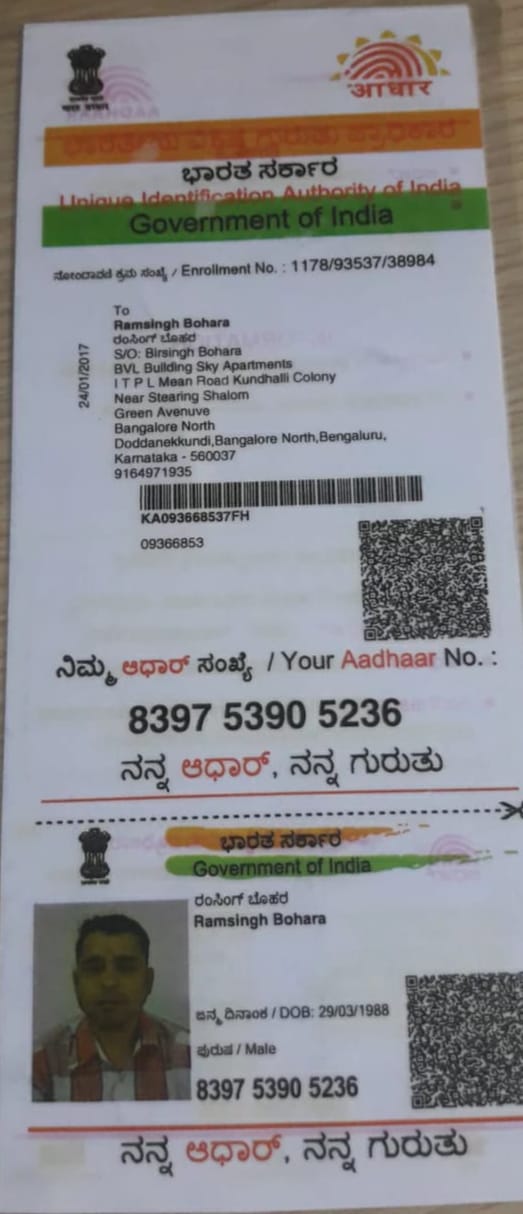 आधार
ಭಾರತ ಸರ್ಕಾರ
Unique Identification Authority of India
Government of India
ನೋಂದಾವಣಿ ಕ್ರಮ ಸಂಖ್ಯೆ / Enrollment No. : 1178/93537/38984
24/01/2017
To
Ramsingh Bohara
ರಂಸಿಂಗ್ ಬೊಹರ
S/O: Birsingh Bohara
BVL Building Sky Apartments
I T P L Mean Road Kundhalli Colony
Near Stearing Shalom
Green Avenuve
Bangalore North
Doddanekkundi,Bangalore North,Bengaluru,
Karnataka - 560037
9164971935
KA093668537FH
09366853
ನಿಮ್ಮ ಆಧಾರ್ ಸಂಖ್ಯೆ / Your Aadhaar No. :
8397 5390 5236
ನನ್ನ ಆಧಾರ್, ನನ್ನ ಗುರುತು
ಭಾರತ ಸರ್ಕಾರ
Government of India
ರಂಸಿಂಗ್ ಬೊಹರ
Ramsingh Bohara
ಜನ್ಮ ದಿನಾಂಕ / DOB: 29/03/1988
ಪುರುಷ / Male
8397 5390 5236
ನನ್ನ ಆಧಾರ್, ನನ್ನ ಗುರುತು